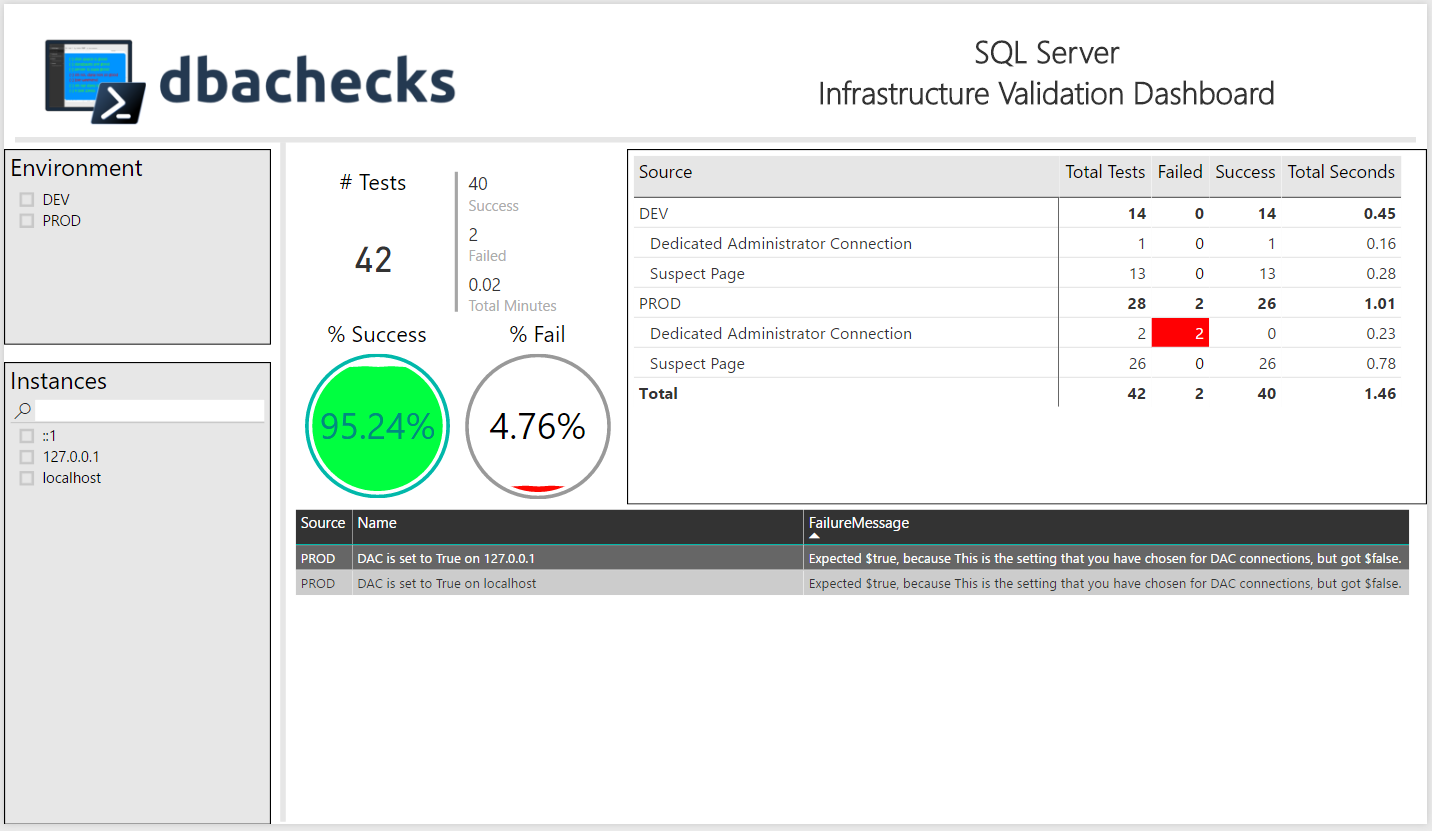 dbachecks
SQL Server
Infrastructure Validation Dashboard
Environment
DEV
PROD
Instances
::1
127.0.0.1
localhost
# Tests
42
40
Success
2
Failed
0.02
Total Minutes
% Success
95.24%
% Fail
4.76%
Source Total Tests Failed Success Total Seconds
DEV 14 0 14 0.45
Dedicated Administrator Connection 1 0 1 0.16
Suspect Page 13 0 13 0.28
PROD 28 2 26 1.01
Dedicated Administrator Connection 2 2 0 0.23
Suspect Page 26 0 26 0.78
Total 42 2 40 1.46
Source Name FailureMessage
PROD DAC is set to True on 127.0.0.1 Expected $true, because This is the setting that you have chosen for DAC connections, but got $false.
PROD DAC is set to True on localhost Expected $true, because This is the setting that you have chosen for DAC connections, but got $false.